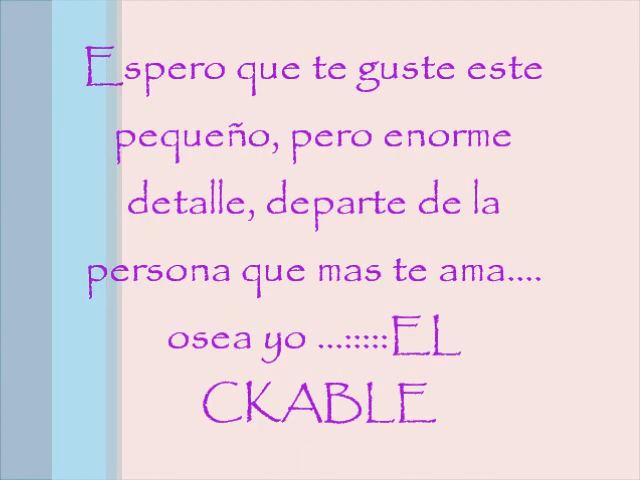 Espero que te guste este
pequeño, pero enorme
detalle, departe de la
persona que mas te ama....
osea yo ...:::::EL
CKABLE